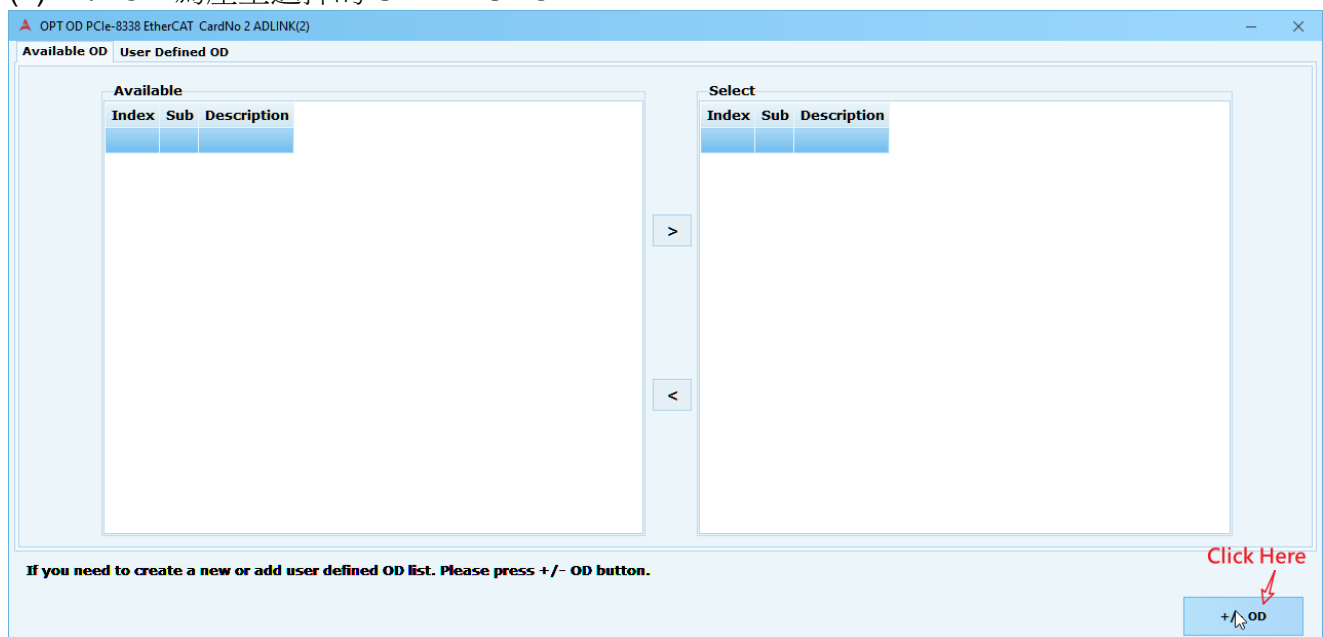 OPT OD PCIe-8338 EtherCAT CardNo 2 ADLINK(2)
Available OD User Defined OD
Available
Index Sub Description
Select
Index Sub Description
>
<
If you need to create a new or add user defined OD list. Please press +/- OD button.
Click Here
+/- OD